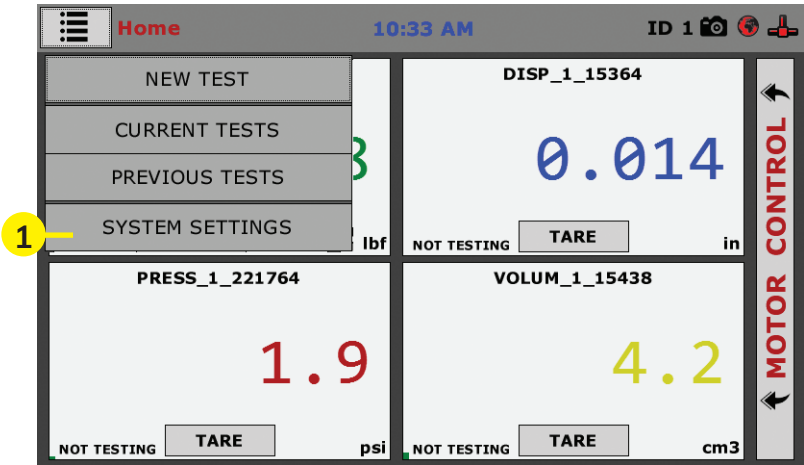 Home
10:33 AM
ID 1
NEW TEST
CURRENT TESTS
PREVIOUS TESTS
SYSTEM SETTINGS
1
lbf
DISP_1_15364
0.014
NOT TESTING
TARE
in
PRESS_1_221764
1.9
NOT TESTING
TARE
psi
VOLUM_1_15438
4.2
NOT TESTING
TARE
cm3
MOTOR CONTROL